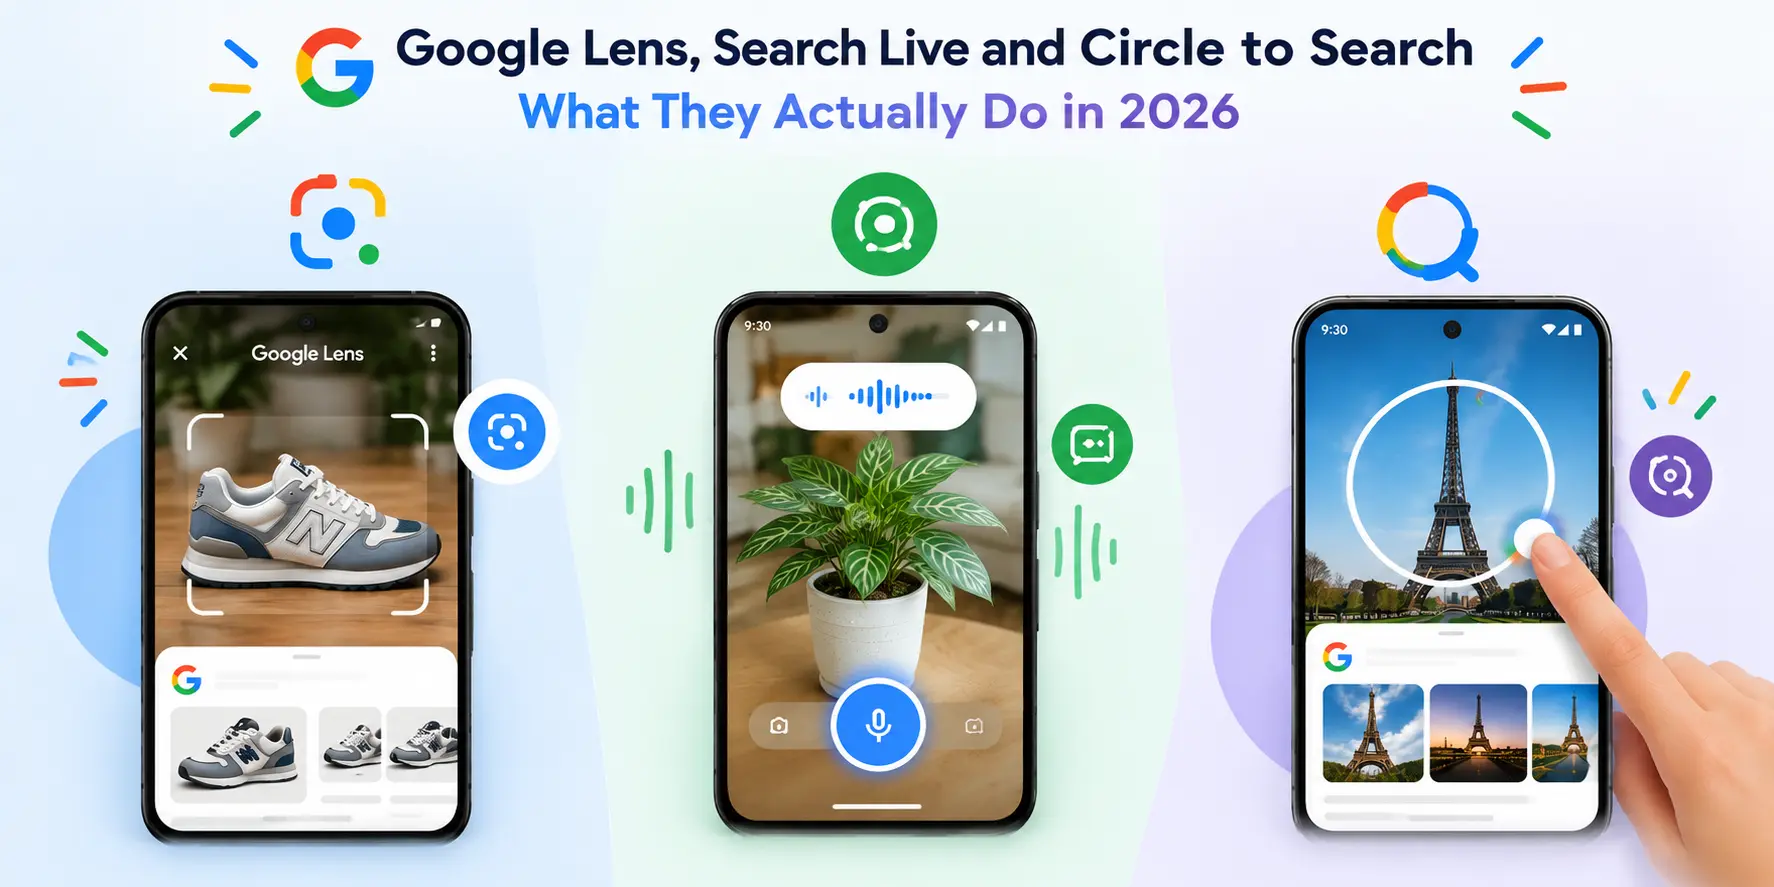 Google Lens, Search Live and Circle to Search
What They Actually Do in 2026
Google Lens
9:30
9:30
N